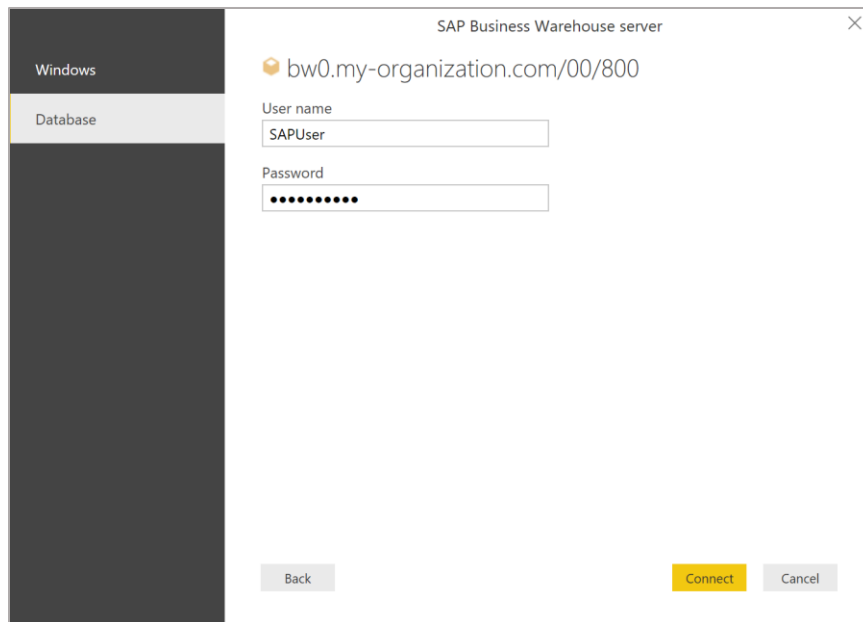 SAP Business Warehouse server
Windows
Database
bw0.my-organization.com/00/800
User name
SAPUser
Password
●●●●●●●●●●
Back
Connect
Cancel